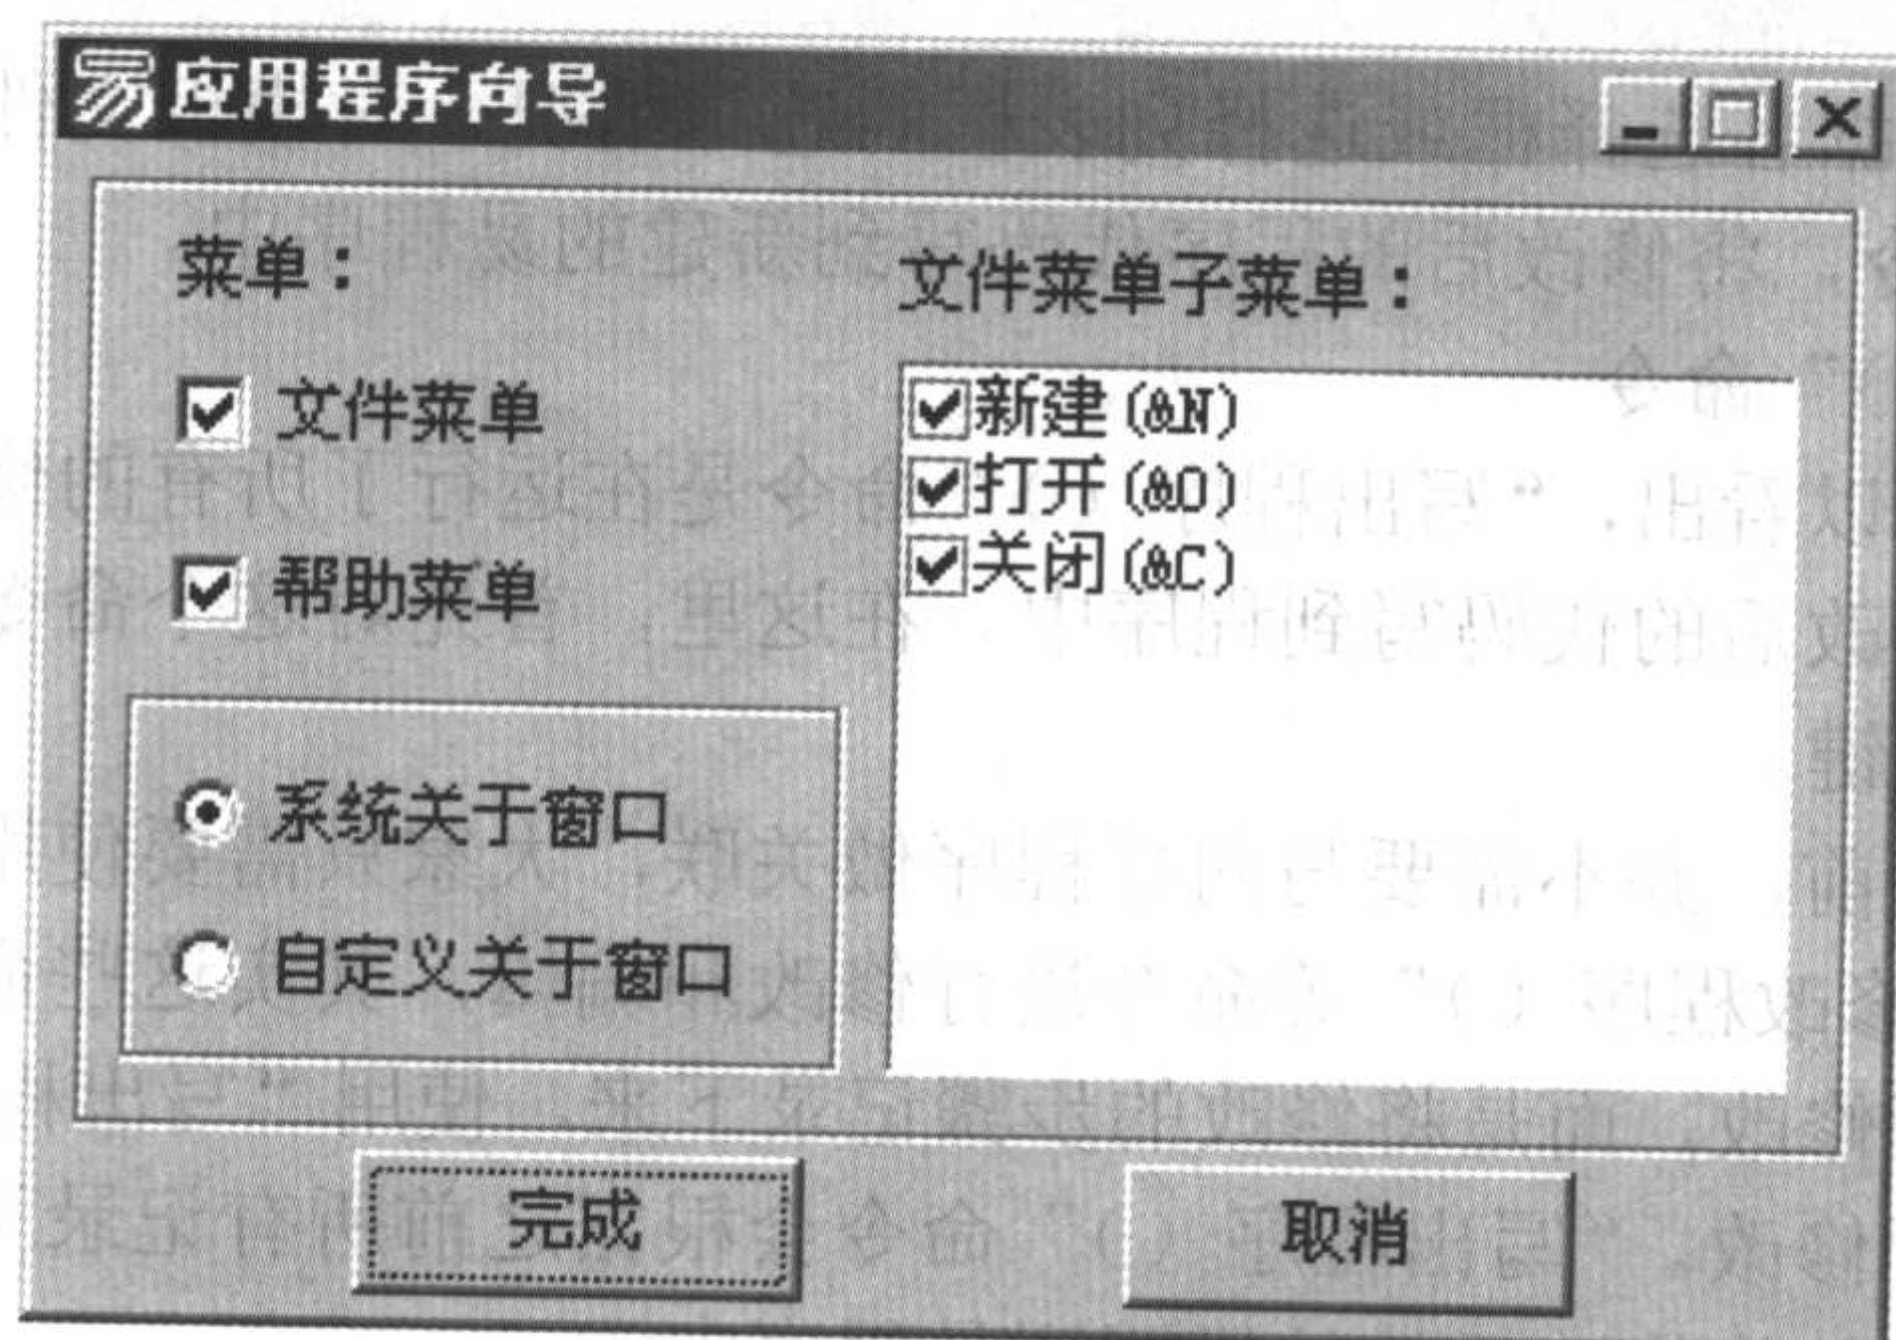 易 应用程序向导
菜单：
文件菜单
帮助菜单
系统关于窗口
自定义关于窗口
文件菜单子菜单：
新建(&N)
打开(&O)
关闭(&C)
完成
取消